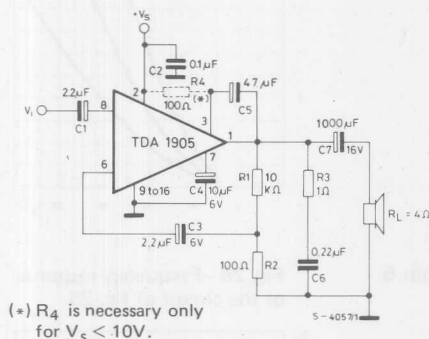 +Vs
0.1µF
C2
R4
2.2µF
2
47µF
8
100Ω
(*)
C5
Vi
C1
3
1000µF
TDA 1905
1
C7
16V
7
6
R1
10
kΩ
R3
1Ω
9 to 16
C4
10µF
6V
RL = 4Ω
C3
2,2µF
6V
100Ω
R2
0.22µF
C6
(*) R4 is necessary only
for Vs < 10V.
S-4057/1